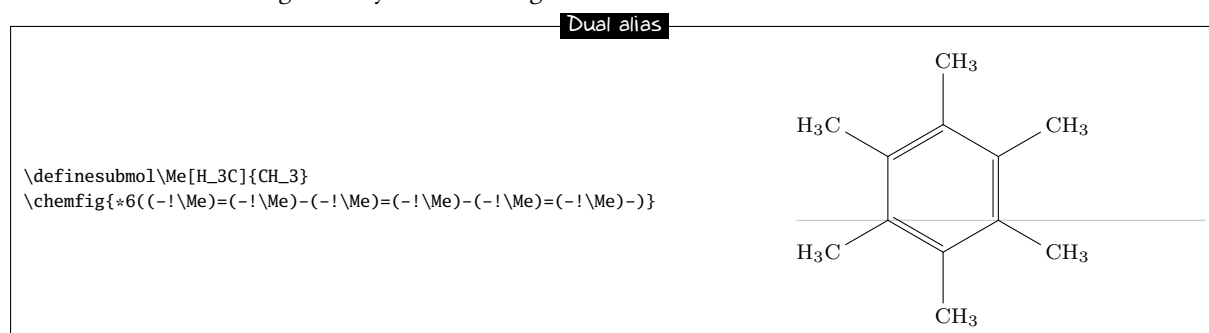 Dual alias
\definesubmol\Me[H_3C]{CH_3}
\chemfig{*6((-!\Me)=(-!\Me)-(-!\Me)=(-!\Me)-(-!\Me)=(-!\Me)-)}
CH3
H3C
CH3
H3C
CH3
CH3